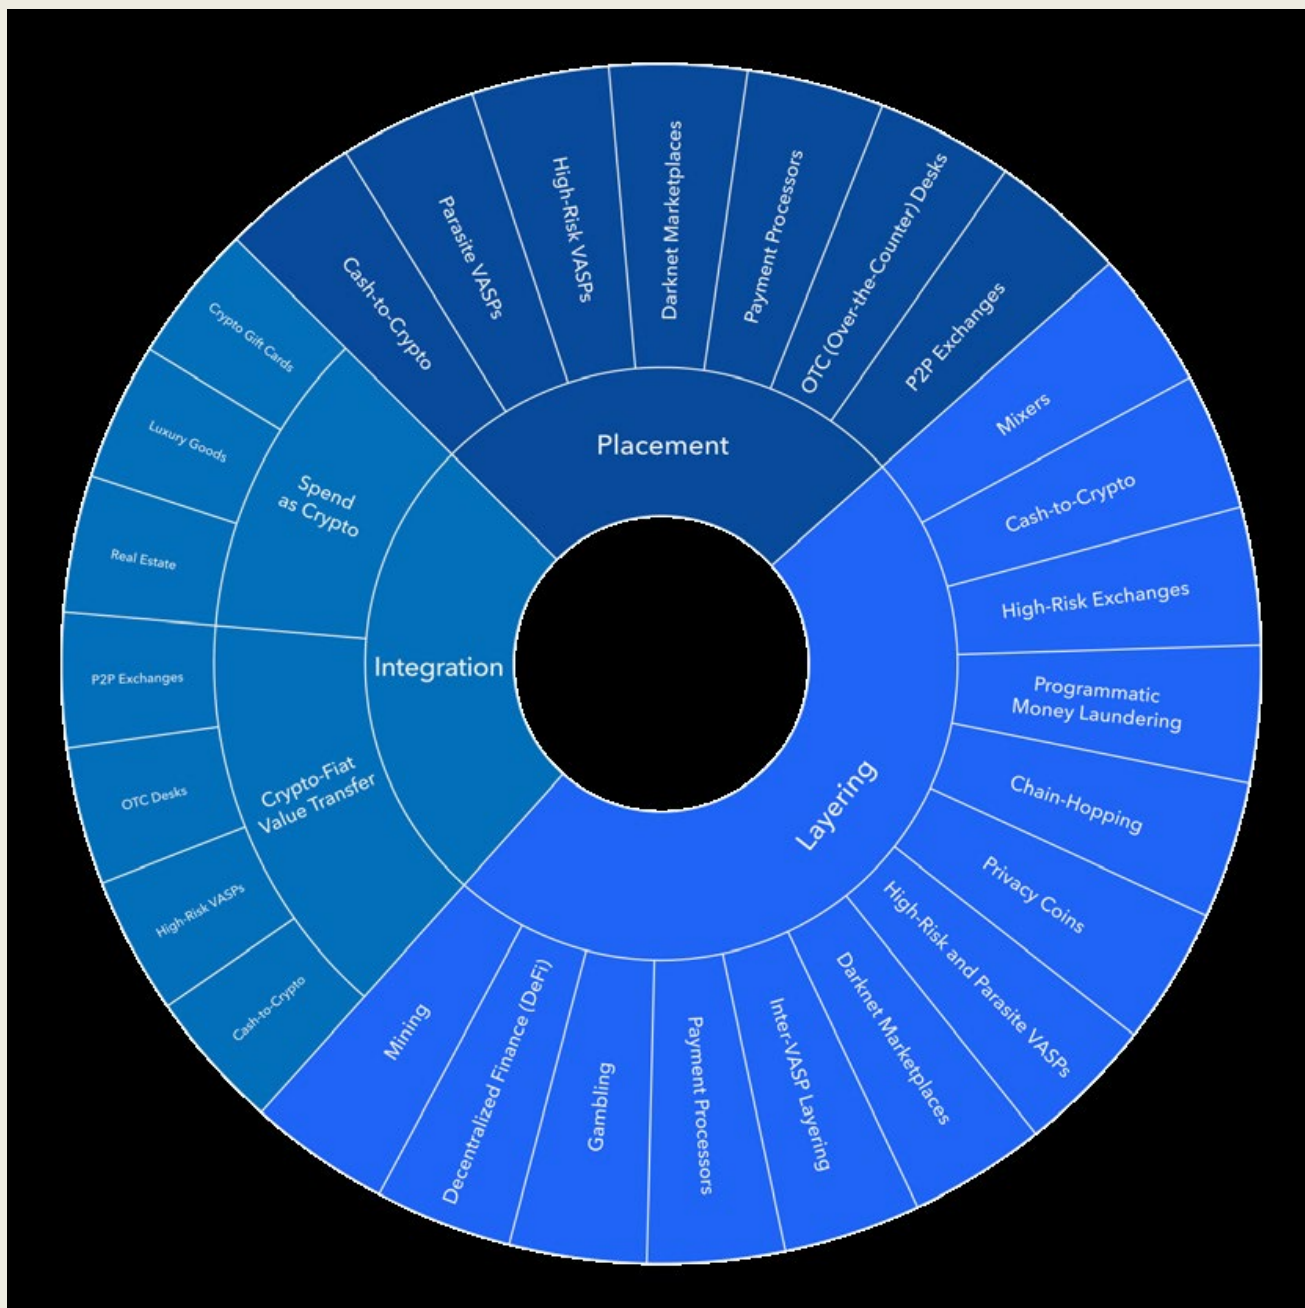 Placement
Cash-to-Crypto
Parasite VASPs
High-Risk VASPs
Darknet Marketplaces
Payment Processors
OTC (Over-the-Counter) Desks
P2P Exchanges
Layering
Mixers
Cash-to-Crypto
High-Risk Exchanges
Programmatic
Money Laundering
Chain-Hopping
Privacy Coins
High-Risk and Parasite VASPs
Darknet Marketplaces
Inter-VASP Layering
Payment Processors
Gambling
Decentralized Finance (DeFi)
Mining
Integration
Crypto-Fiat
Value Transfer
Cash-to-Crypto
High-Risk VASPs
OTC Desks
P2P Exchanges
Spend
as Crypto
Real Estate
Luxury Goods
Crypto Gift Cards